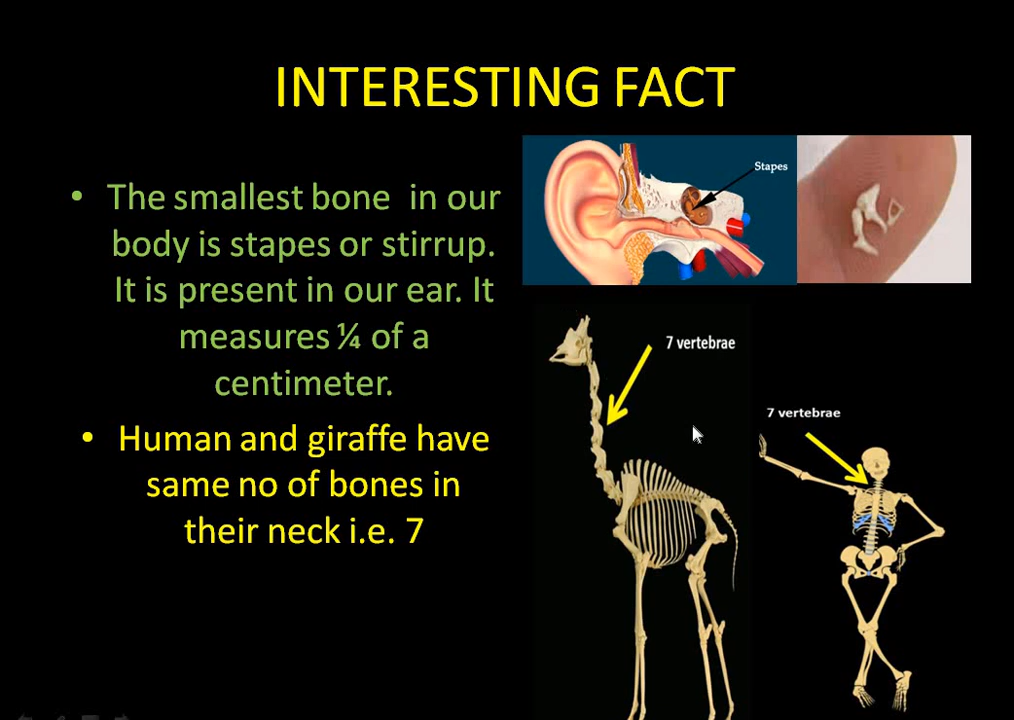 INTERESTING FACT
• The smallest bone in our
body is stapes or stirrup.
It is present in our ear. It
measures ¼ of a
centimeter.
• Human and giraffe have
same no of bones in
their neck i.e. 7
Stapes
7 vertebrae
7 vertebrae